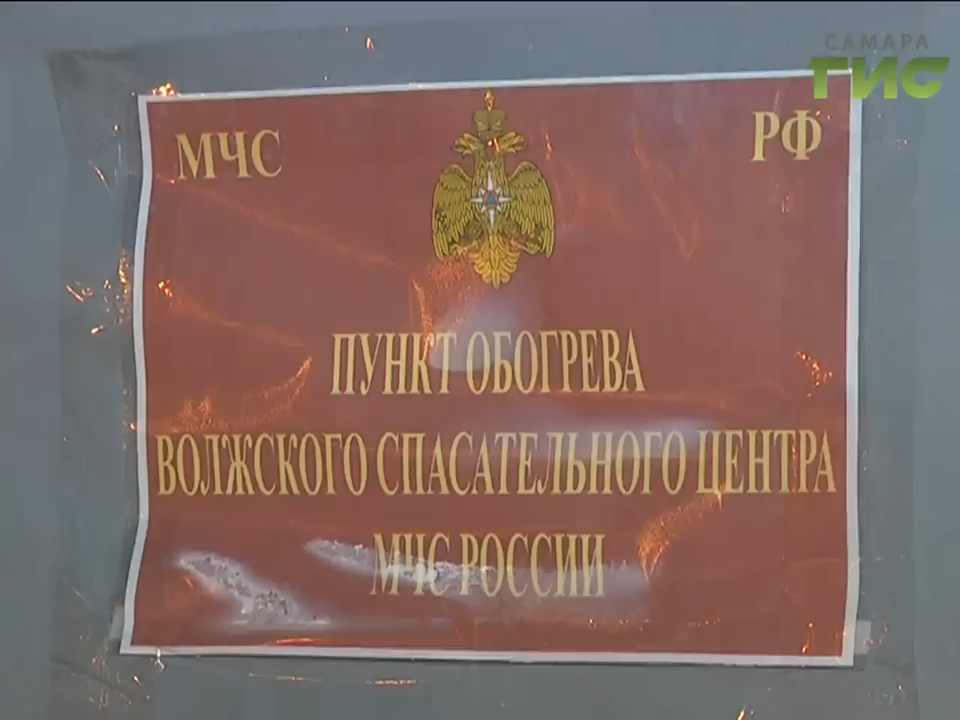 САМАРА
ГИС
МЧС
РФ
ПУНКТ ОБОГРЕВА
ВОЛЖСКОГО СПАСАТЕЛЬНОГО ЦЕНТРА
МЧС РОССИИ